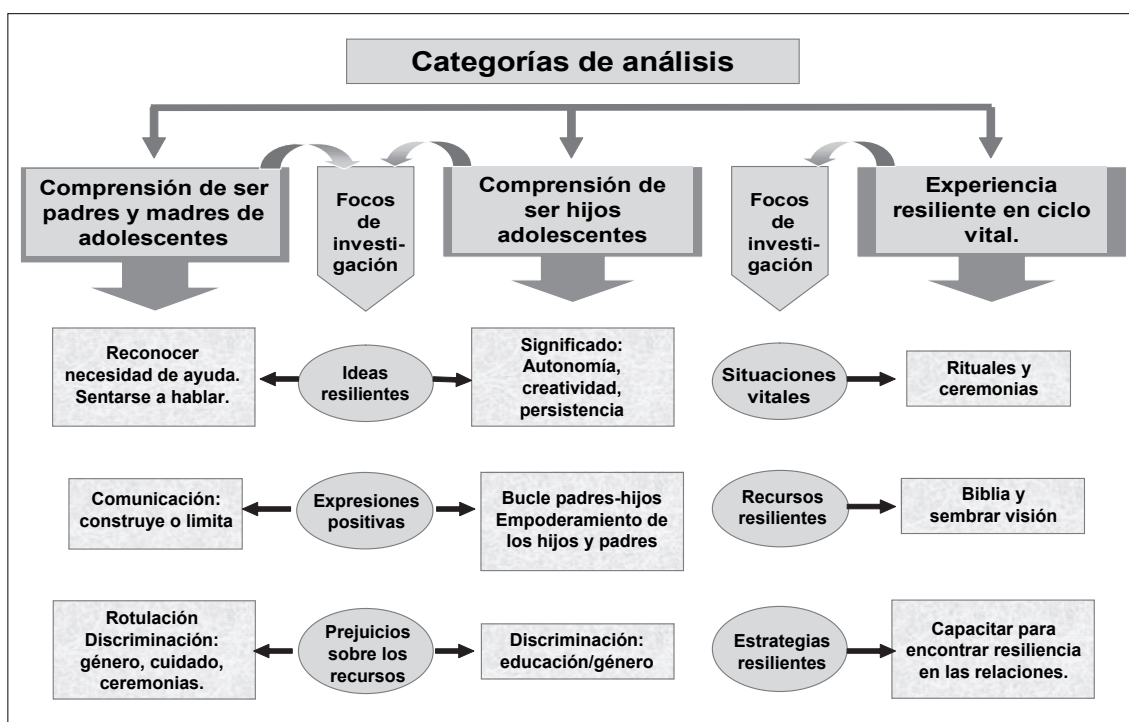 Categorías de análisis
Comprensión de ser
padres y madres de
adolescentes
Focos
de
investi-
gación
Comprensión de
ser hijos
adolescentes
Focos
de
investi-
gación
Experiencia
resiliente en ciclo
vital.
Reconocer
necesidad de ayuda.
Sentarse a hablar.
Ideas
resilientes
Significado:
Autonomía,
creatividad,
persistencia
Situaciones
vitales
Rituales y
ceremonias
Comunicación:
construye o limita
Expresiones
positivas
Bucle padres-hijos
Empoderamiento de
los hijos y padres
Recursos
resilientes
Biblia y
sembrar visión
Rotulación
Discriminación:
género, cuidado,
ceremonias.
Prejuicios
sobre los
recursos
Discriminación:
educación/género
Estrategias
resilientes
Capacitar para
encontrar resiliencia
en las relaciones.